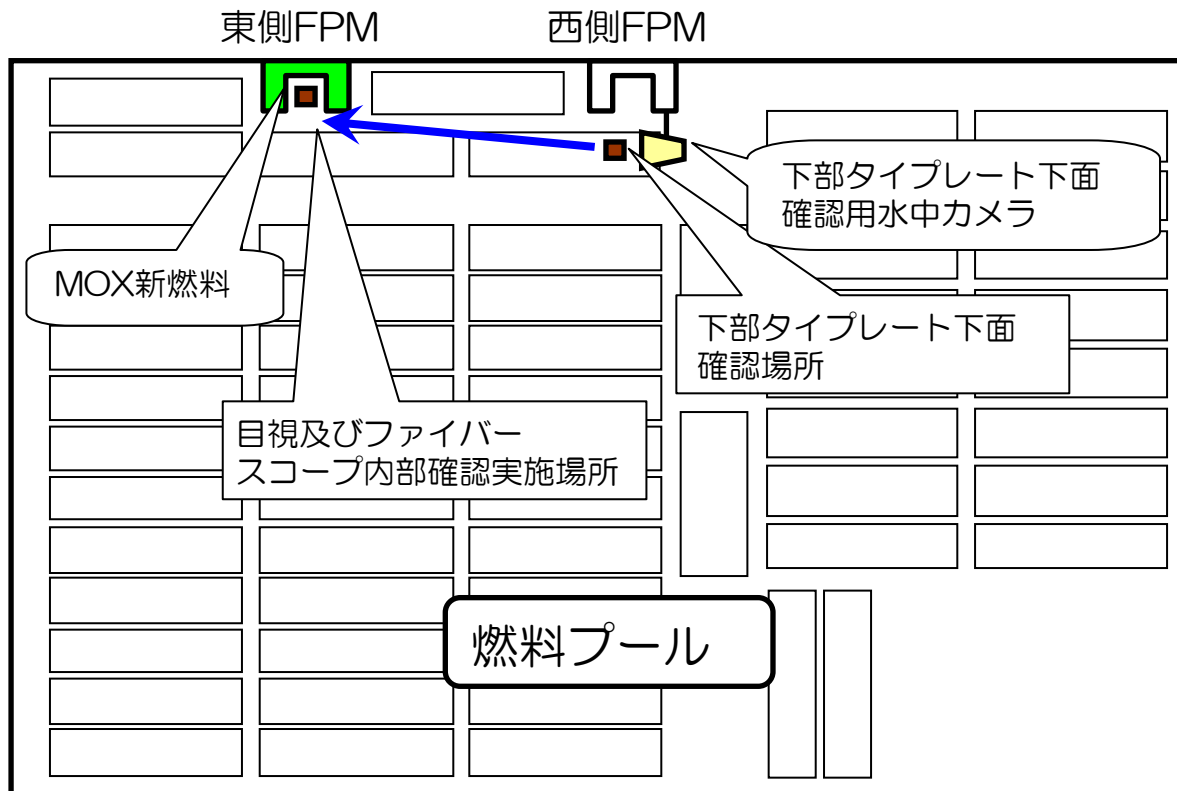 東側FPM
西側FPM
下部タイプレート下面
確認用水中カメラ
MOX新燃料
下部タイプレート下面
確認場所
目視及びファイバー
スコープ内部確認実施場所
燃料プール